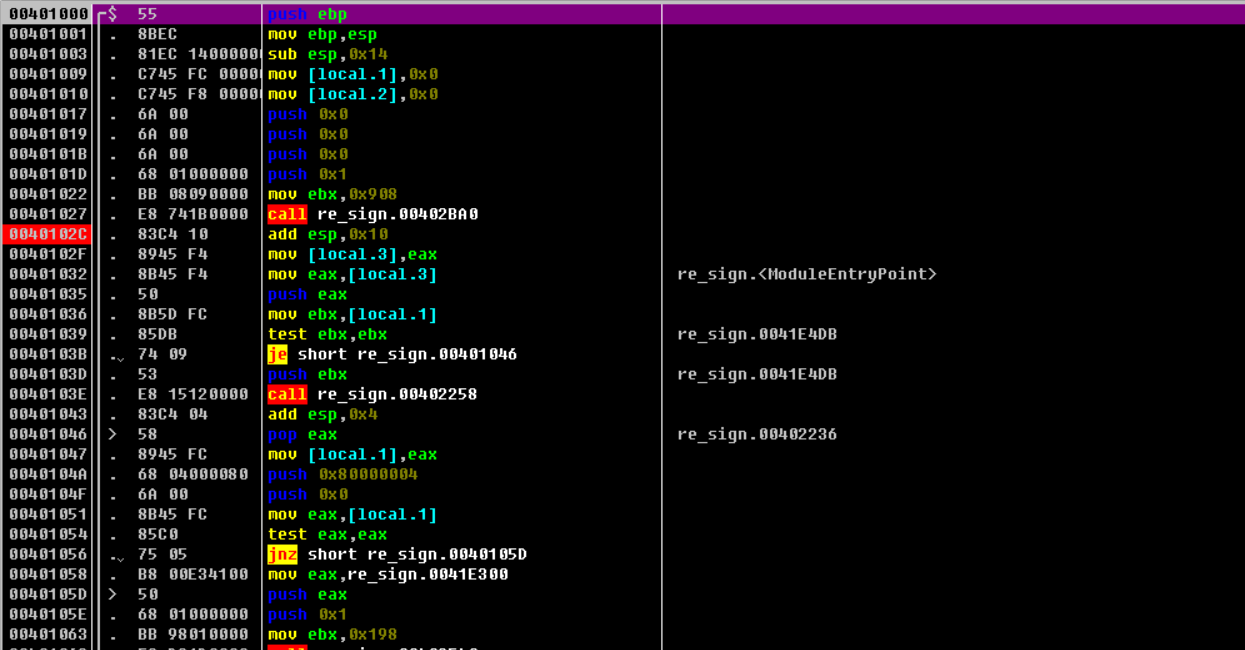 00401000 $ 55 push ebp
00401001 . 8BEC mov ebp,esp
00401003 . 81EC 14000000 sub esp,0x14
00401009 . C745 FC 0000 mov [local.1],0x0
00401010 . C745 F8 0000 mov [local.2],0x0
00401017 . 6A 00 push 0x0
00401019 . 6A 00 push 0x0
0040101B . 6A 00 push 0x0
0040101D . 68 01000000 push 0x1
00401022 . BB 08090000 mov ebx,0x908
00401027 . E8 741B0000 call re_sign.00402BA0
0040102C . 83C4 10 add esp,0x10
0040102F . 8945 F4 mov [local.3],eax
00401032 . 8B45 F4 mov eax,[local.3] re_sign.<ModuleEntryPoint>
00401035 . 50 push eax
00401036 . 8B5D FC mov ebx,[local.1]
00401039 . 85DB test ebx,ebx re_sign.0041E4DB
0040103B . 74 09 je short re_sign.00401046
0040103D . 53 push ebx re_sign.0041E4DB
0040103E . E8 15120000 call re_sign.00402258
00401043 . 83C4 04 add esp,0x4
00401046 > 58 pop eax re_sign.00402236
00401047 . 8945 FC mov [local.1],eax
0040104A . 68 04000080 push 0x80000004
0040104F . 6A 00 push 0x0
00401051 . 8B45 FC mov eax,[local.1]
00401054 . 85C0 test eax,eax
00401056 . 75 05 jnz short re_sign.0040105D
00401058 . B8 00E34100 mov eax,re_sign.0041E300
0040105D > 50 push eax
0040105E . 68 01000000 push 0x1
00401063 . BB 98010000 mov ebx,0x198